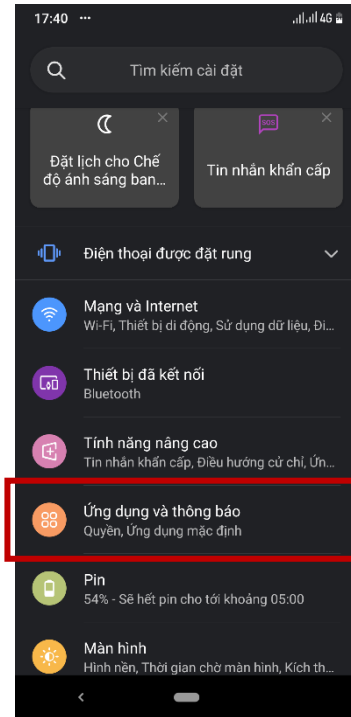 17:40 ••• 4G
Tìm kiếm cài đặt
Đặt lịch cho Chế
độ ánh sáng ban...
SOS
Tin nhắn khẩn cấp
Điện thoại được đặt rung
Mạng và Internet
Wi-Fi, Thiết bị di động, Sử dụng dữ liệu, Đi...
Thiết bị đã kết nối
Bluetooth
Tính năng nâng cao
Tin nhắn khẩn cấp, Điều hướng cử chỉ, Ứn...
Ứng dụng và thông báo
Quyền, Ứng dụng mặc định
Pin
54% - Sẽ hết pin cho tới khoảng 05:00
Màn hình
Hình nền, Thời gian chờ màn hình, Kích th...